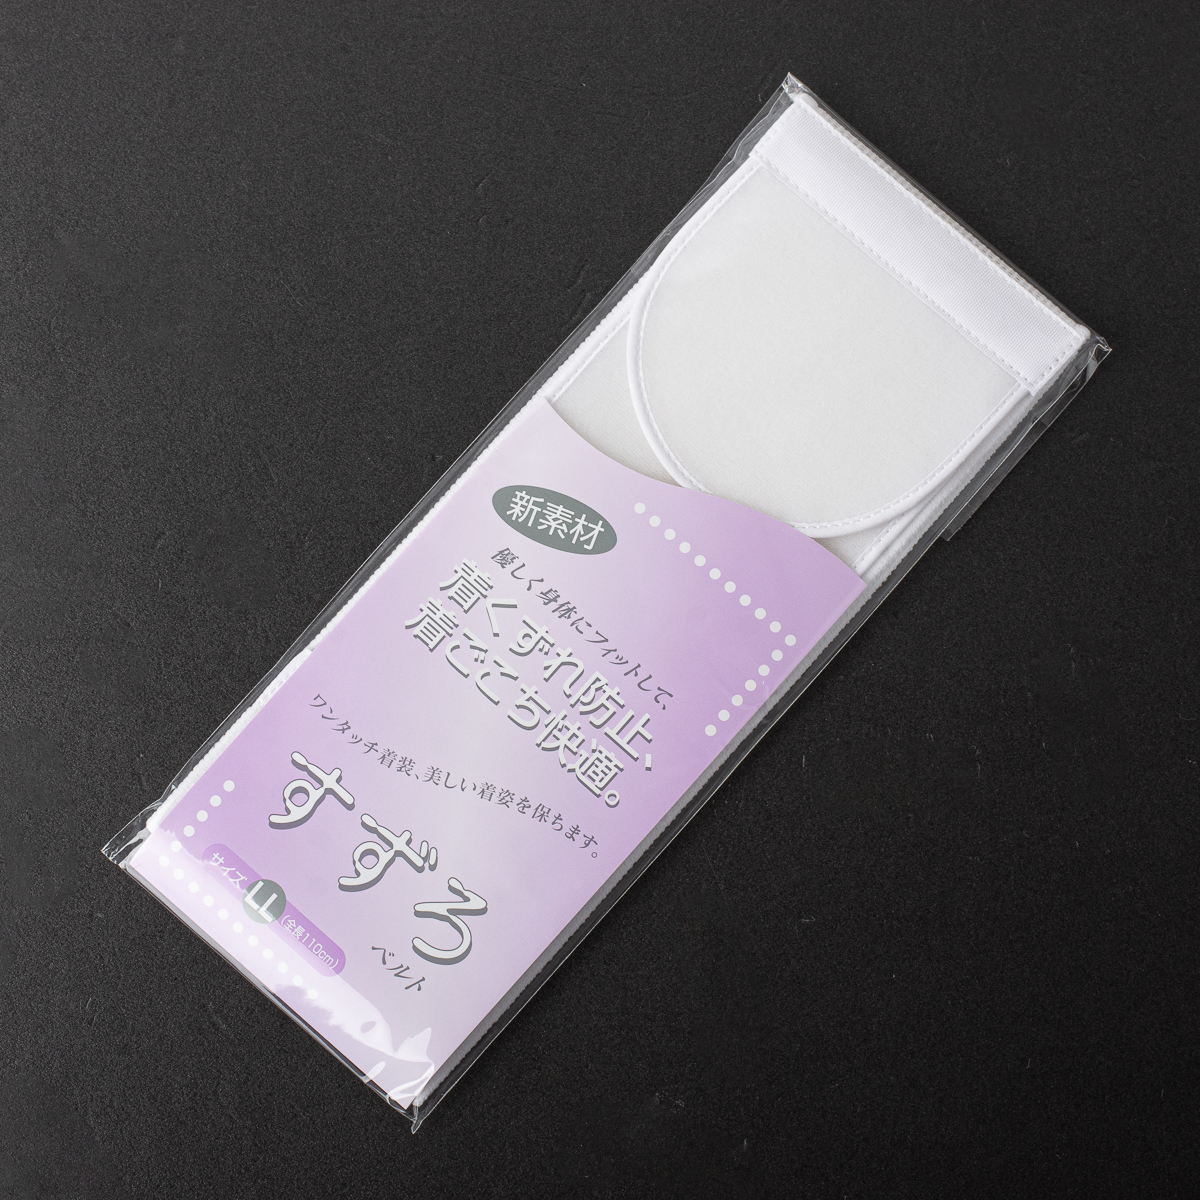 新素材
優しく身体にフィットして、
着くずれ防止、
着ごこち快適。
ワンタッチ着装、美しい着姿を保ちます。
すずろ
ベルト
サイズ LL (全長110cm)